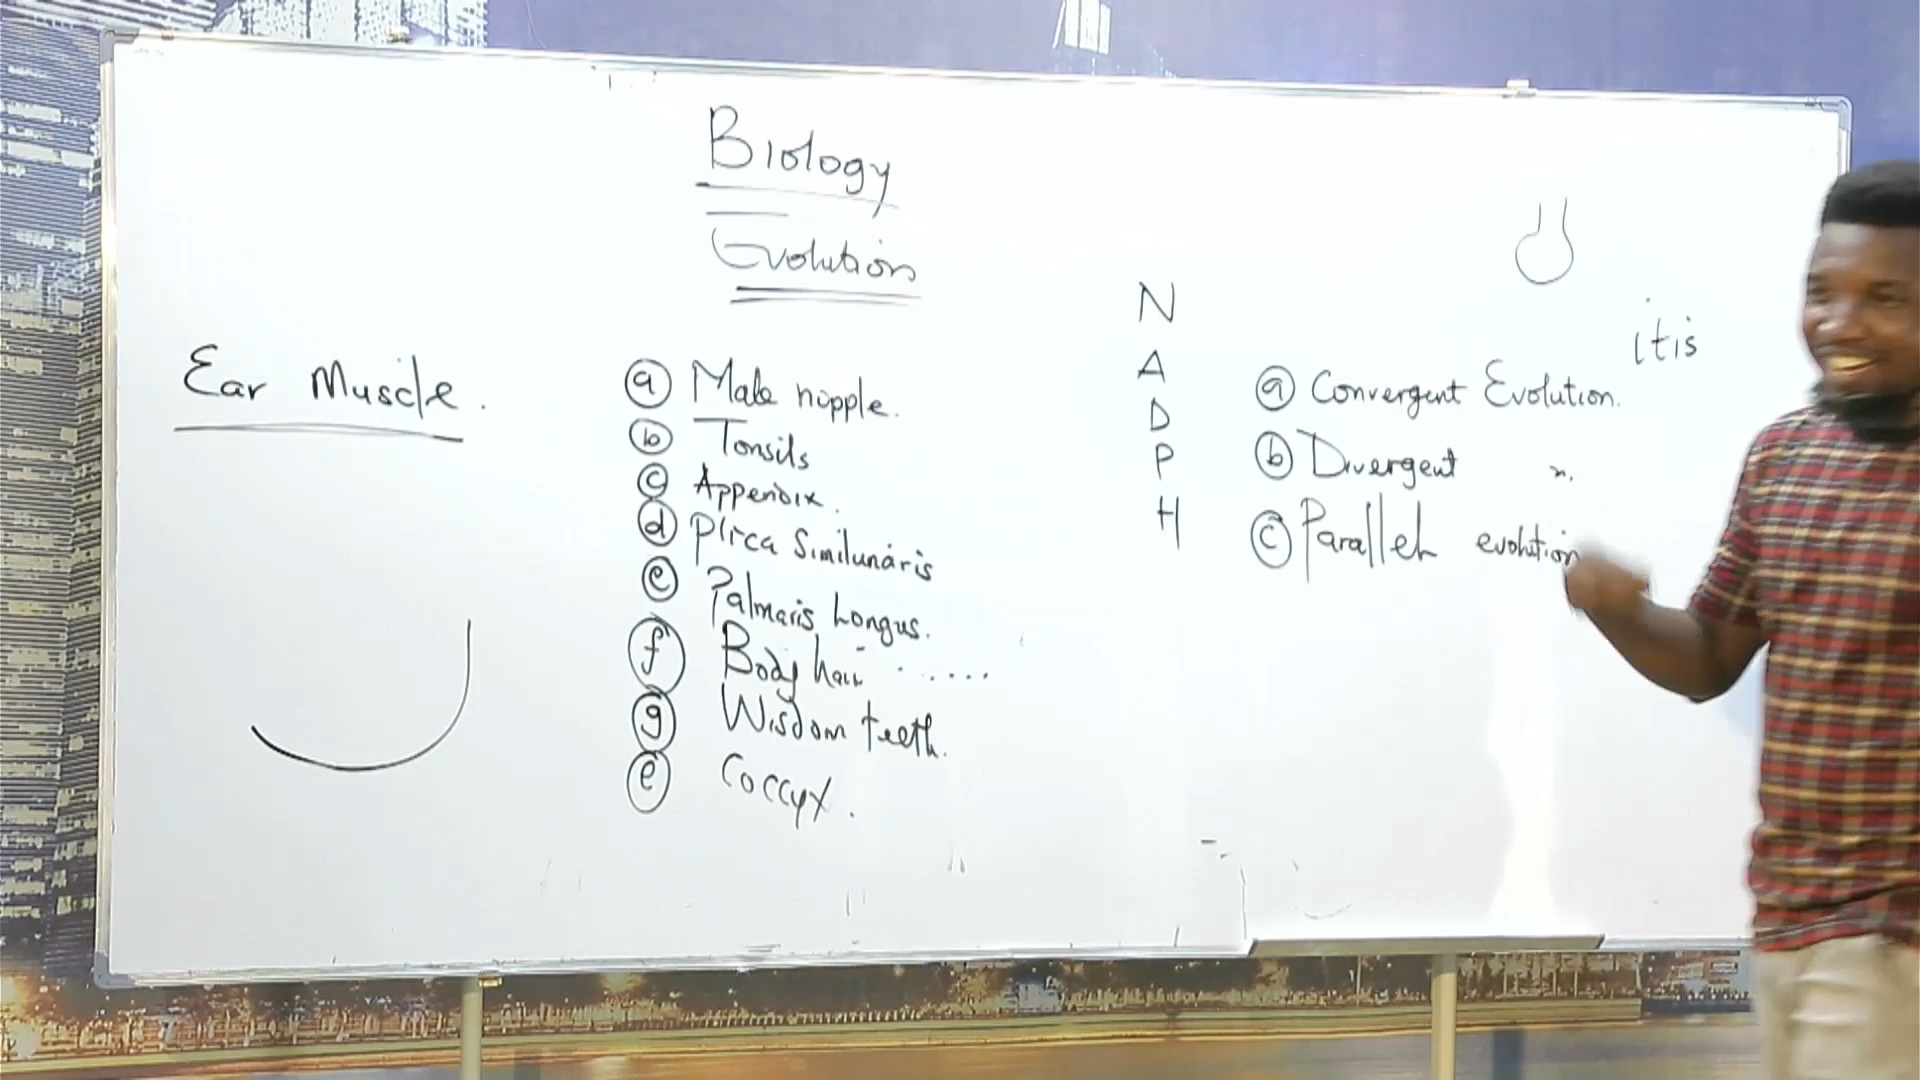 Biology
Evolution
Ear Muscle.
ⓐ Male nipple.
ⓑ Tonsils
ⓒ Appendix.
ⓓ Plica Similunaris
ⓔ Palmaris Longus.
ⓕ Body hair ......
ⓖ Wisdom teeth.
ⓔ Coccyx.
N
A
D
P
H
itis
ⓐ Convergent Evolution.
ⓑ Divergent ".
ⓒ Parallel evolution